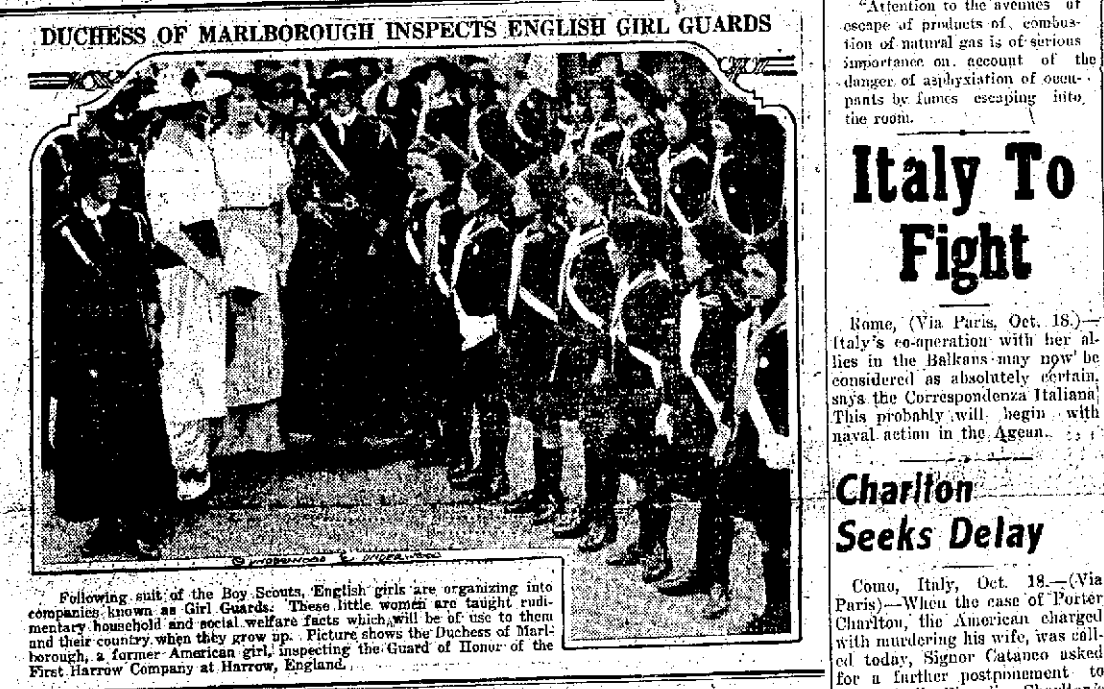 DUCHESS OF MARLBOROUGH INSPECTS ENGLISH GIRL GUARDS
© UNDERWOOD & UNDERWOOD
Following suit of the Boy Scouts, English girls are organizing into
companies known as Girl Guards. These little women are taught rudi-
mentary household and social welfare facts which will be of use to them
and their country when they grow up. Picture shows the Duchess of Marl-
borough, a former American girl, inspecting the Guard of Honor of the
First Harrow Company at Harrow, England.
"Attention to the avenues of
escape of products of combus-
tion of natural gas is of serious
importance on account of the
danger of asphyxiation of occu-
pants by fumes escaping into
the room.
Italy To
Fight
Rome, (Via Paris, Oct. 18.)—
Italy's co-operation with her al-
lies in the Balkans may now be
considered as absolutely certain,
says the Correspondenza Italiana.
This probably will begin with
naval action in the Agean.
Charlton
Seeks Delay
Como, Italy, Oct. 18.—(Via
Paris)—When the case of Porter
Charlton, the American charged
with murdering his wife, was call-
ed today, Signor Cataneo asked
for a further postponement to